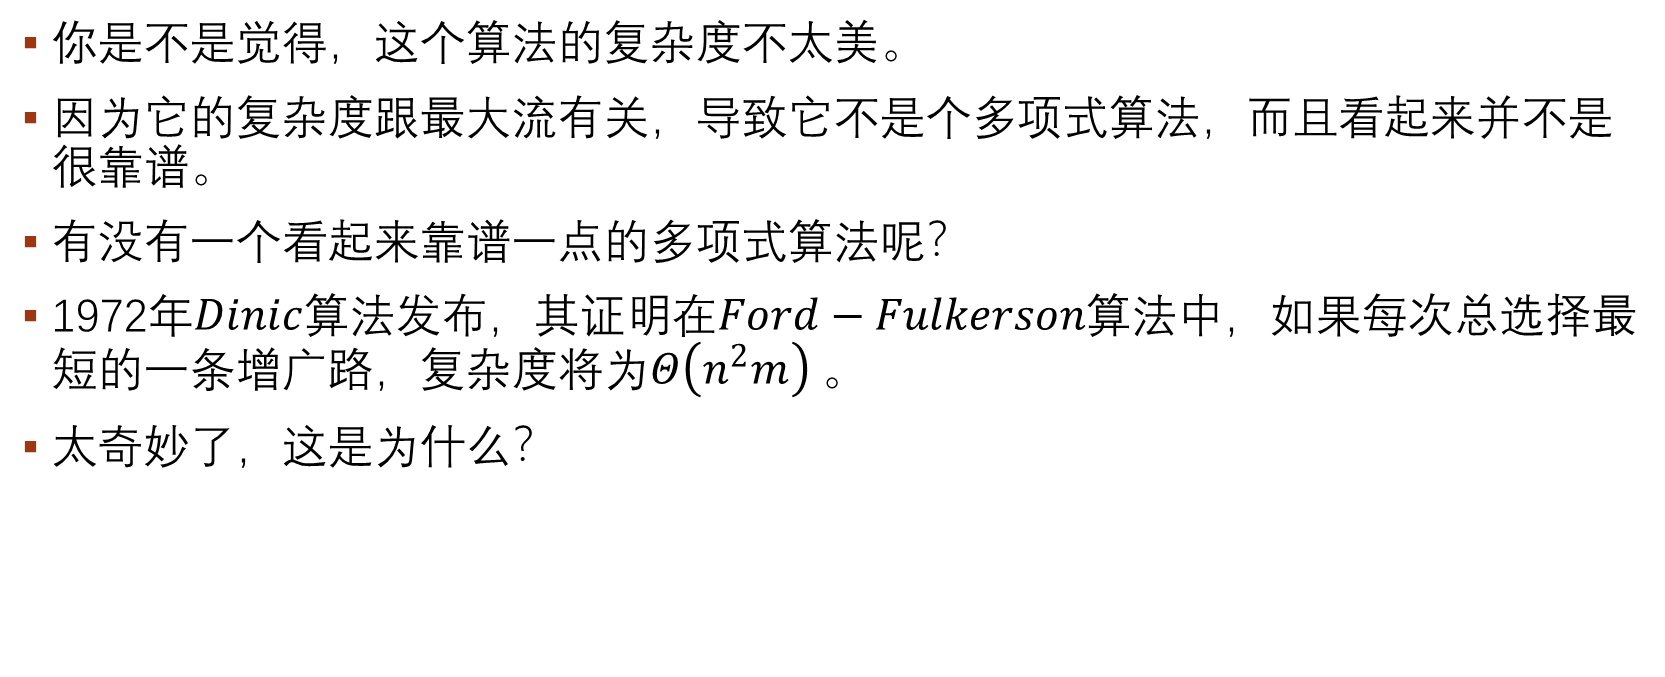 ▪ 你是不是觉得，这个算法的复杂度不太美。
▪ 因为它的复杂度跟最大流有关，导致它不是个多项式算法，而且看起来并不是
很靠谱。
▪ 有没有一个看起来靠谱一点的多项式算法呢？
▪ 1972年Dinic算法发布，其证明在Ford − Fulkerson算法中，如果每次总选择最
短的一条增广路，复杂度将为Θ(n²m) 。
▪ 太奇妙了，这是为什么？